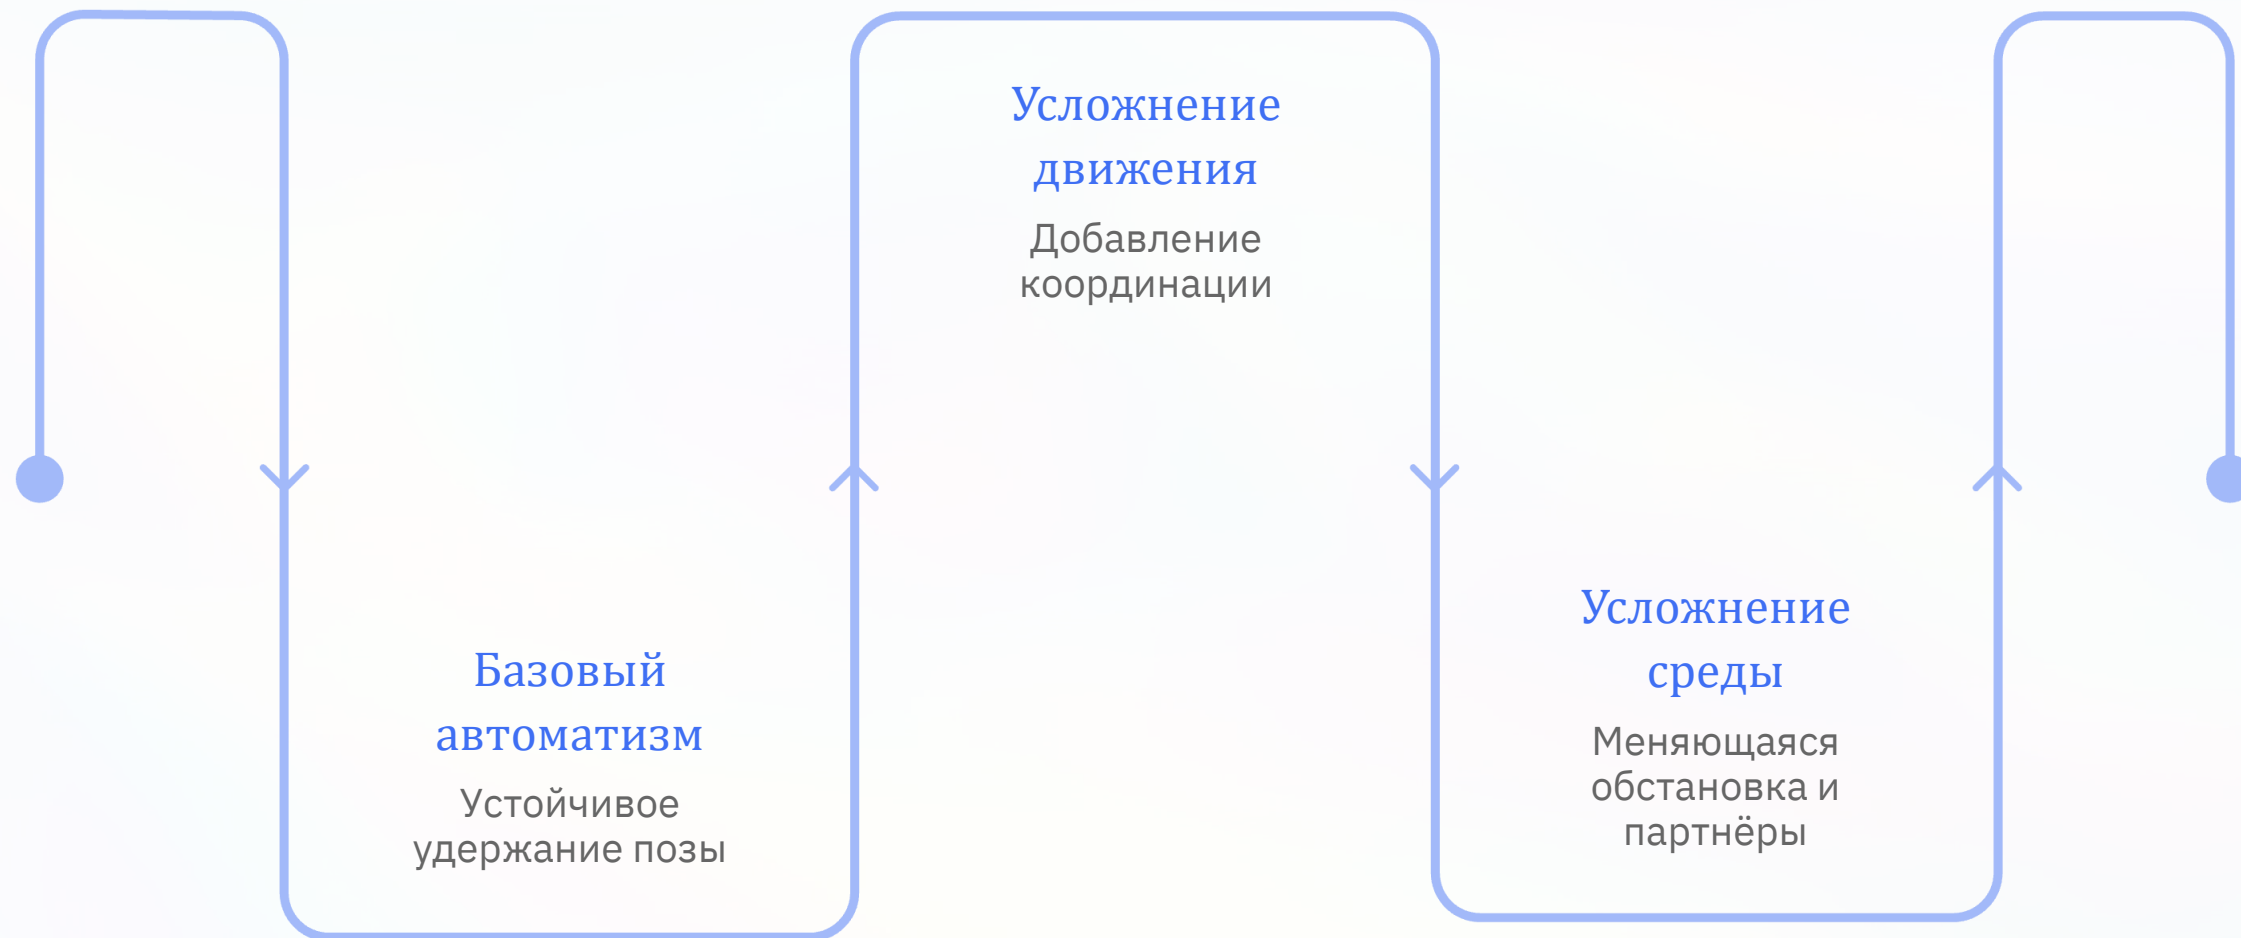 Базовый
автоматизм
Устойчивое
удержание позы
Усложнение
движения
Добавление
координации
Усложнение
среды
Меняющаяся
обстановка и
партнёры